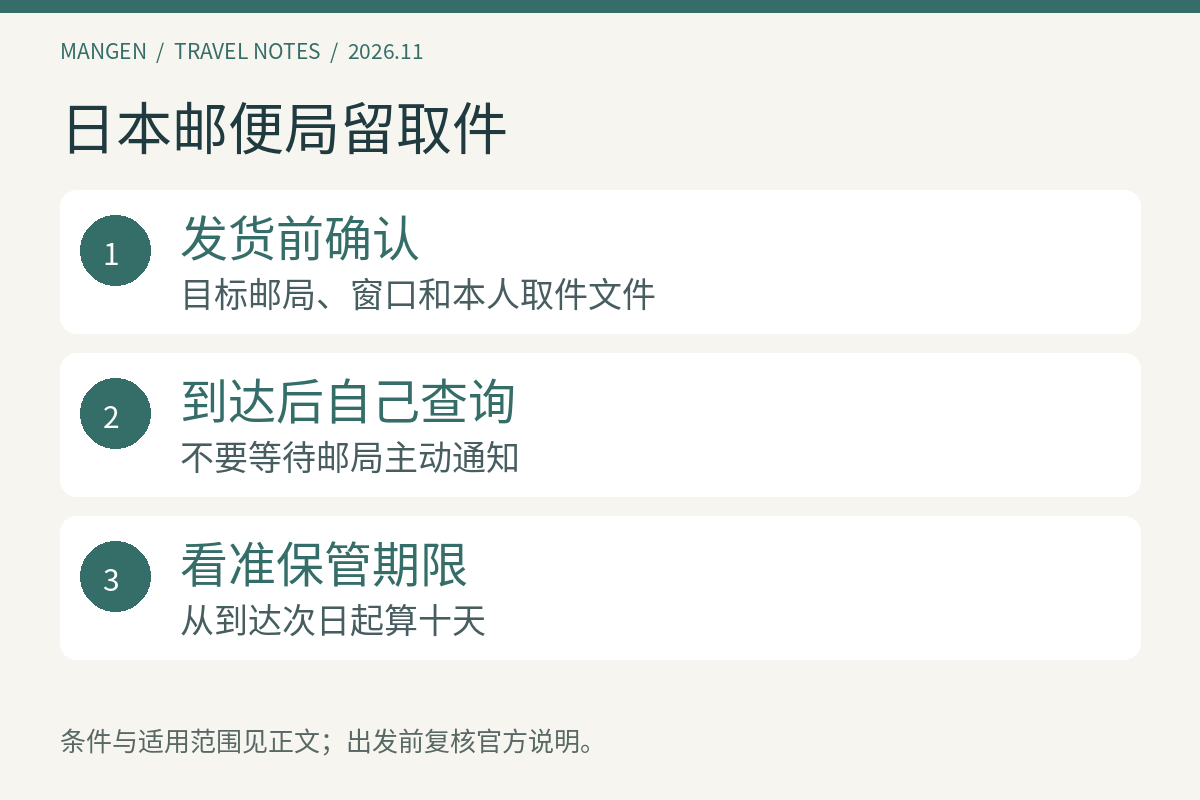 MANGEN / TRAVEL NOTES / 2026.11
日本邮便局留取件
1
发货前确认
目标邮局、窗口和本人取件文件
2
到达后自己查询
不要等待邮局主动通知
3
看准保管期限
从到达次日起算十天
条件与适用范围见正文；出发前复核官方说明。